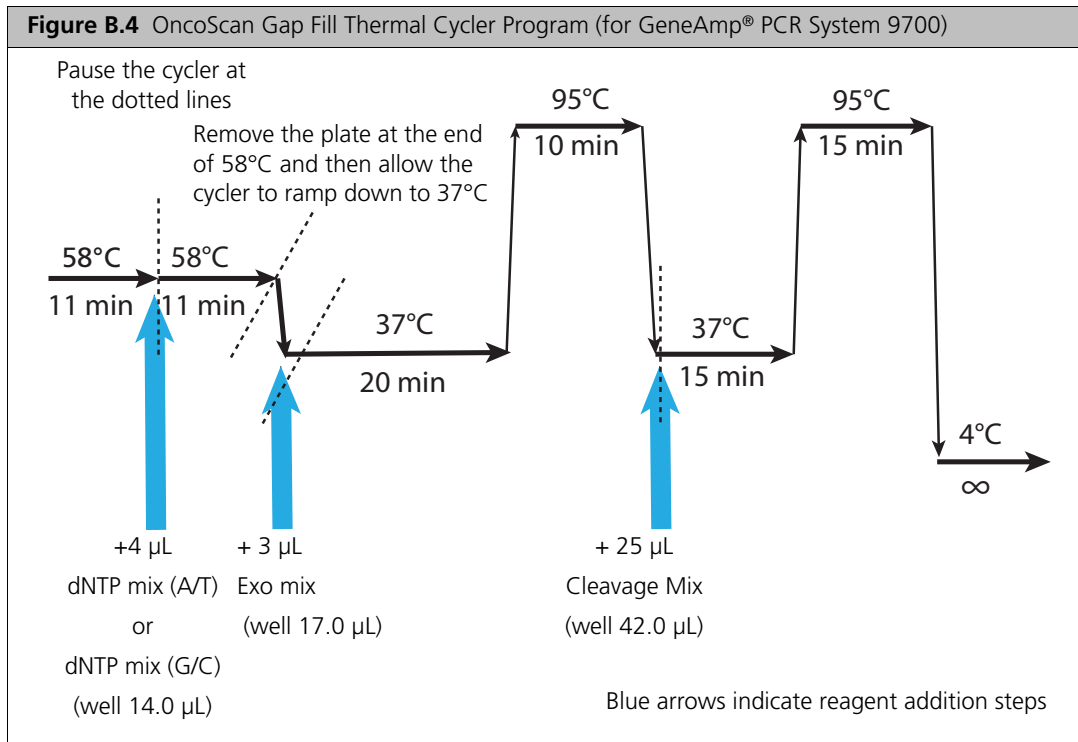 Figure B.4 OncoScan Gap Fill Thermal Cycler Program (for GeneAmp® PCR System 9700)
Pause the cycler at
the dotted lines
Remove the plate at the end
of 58°C and then allow the
cycler to ramp down to 37°C
58°C
11 min
58°C
11 min
37°C
20 min
95°C
10 min
37°C
15 min
95°C
15 min
4°C
∞
+4 µL
dNTP mix (A/T)
or
dNTP mix (G/C)
(well 14.0 µL)
+ 3 µL
Exo mix
(well 17.0 µL)
+ 25 µL
Cleavage Mix
(well 42.0 µL)
Blue arrows indicate reagent addition steps